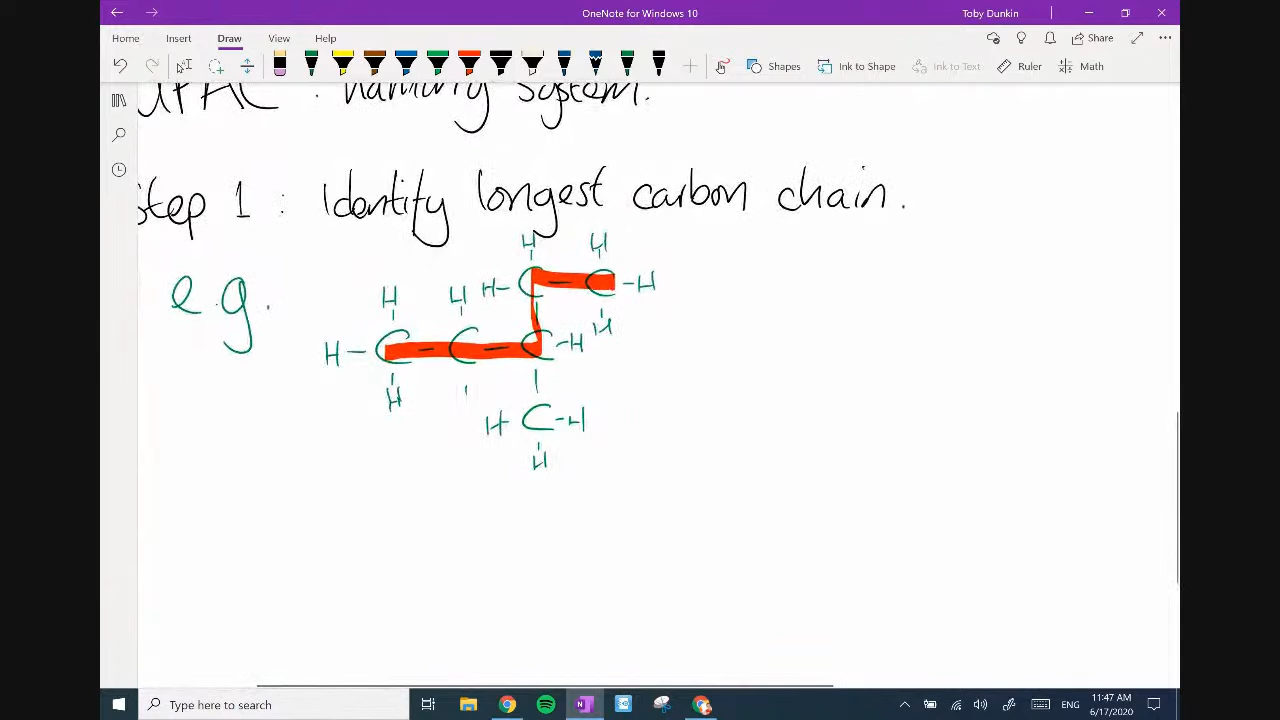 OneNote for Windows 10
Toby Dunkin
Home Insert Draw View Help
Share
Shapes Ink to Shape Ink to Text Ruler Math
naming system.
Step 1 : Identify longest carbon chain.
e.g.
H H
H H H - C - C - H
H
H - C - C - C - H
H
H C - H
H
Type here to search
ENG
11:47 AM
6/17/2020